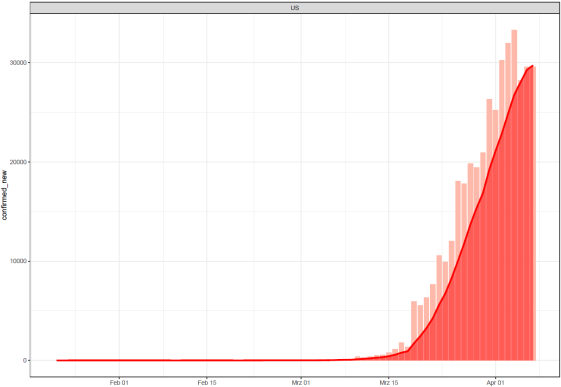 US
confirmed_new
30000
20000
10000
0
Feb 01
Feb 15
Mrz 01
Mrz 15
Apr 01